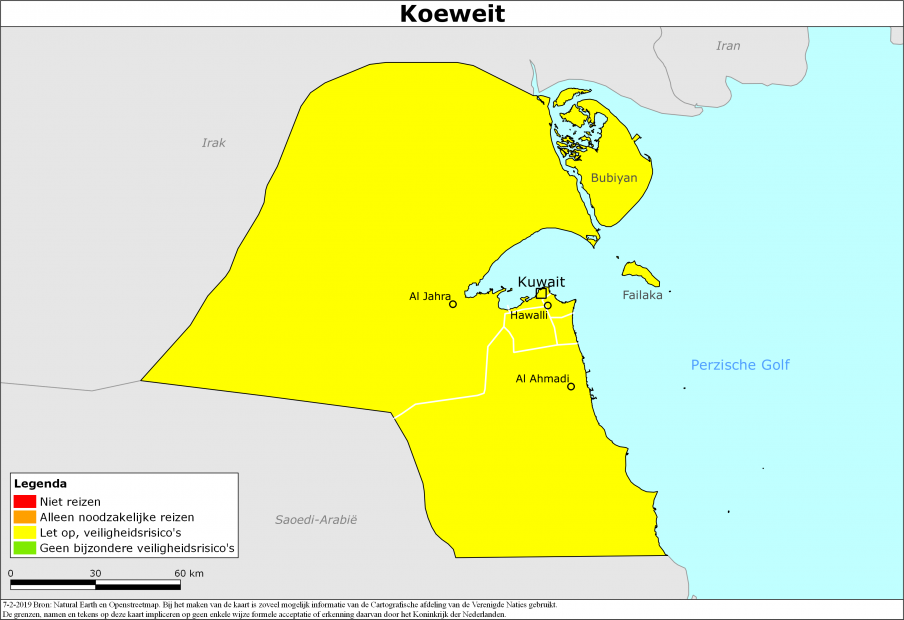 Koeweit
Iran
Irak
Bubiyan
Kuwait
Al Jahra
Failaka
Hawalli
Perzische Golf
Al Ahmadi
Saoedi-Arabië
Legenda
Niet reizen
Alleen noodzakelijke reizen
Let op, veiligheidsrisico's
Geen bijzondere veiligheidsrisico's
0 30 60 km
7-2-2019 Bron: Natural Earth en Openstreetmap. Bij het maken van de kaart is zoveel mogelijk informatie van de Cartografische afdeling van de Verenigde Naties gebruikt.
De grenzen, namen en tekens op deze kaart impliceren op geen enkele wijze formele acceptatie of erkenning daarvan door het Koninkrijk der Nederlanden.